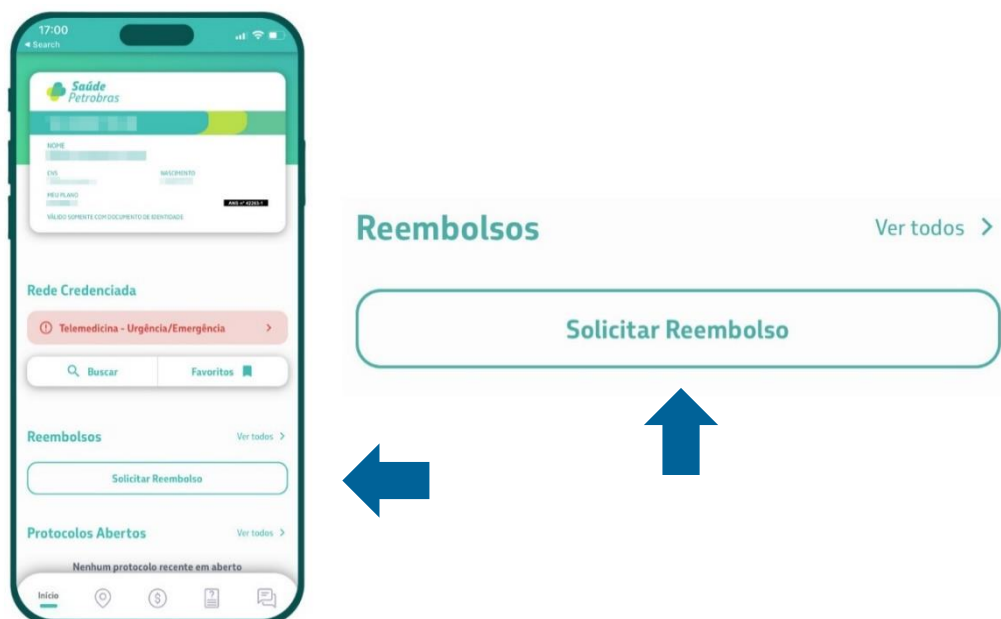 17:00
Search
Saúde
Petrobras
NOME
CNS NASCIMENTO
MEU PLANO
VÁLIDO SOMENTE COM DOCUMENTO DE IDENTIDADE
Rede Credenciada
Telemedicina - Urgência/Emergência
Buscar Favoritos
Reembolsos Ver todos
Solicitar Reembolso
Protocolos Abertos Ver todos
Nenhum protocolo recente em aberto
Início
Reembolsos Ver todos
Solicitar Reembolso